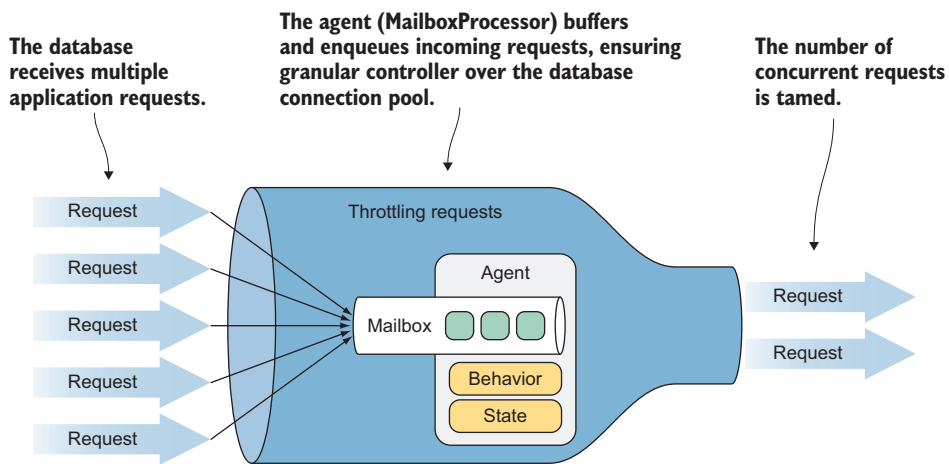 The database
receives multiple
application requests.
The agent (MailboxProcessor) buffers
and enqueues incoming requests, ensuring
granular controller over the database
connection pool.
The number of
concurrent requests
is tamed.
Request
Request
Request
Request
Request
Throttling requests
Agent
Mailbox
Behavior
State
Request
Request